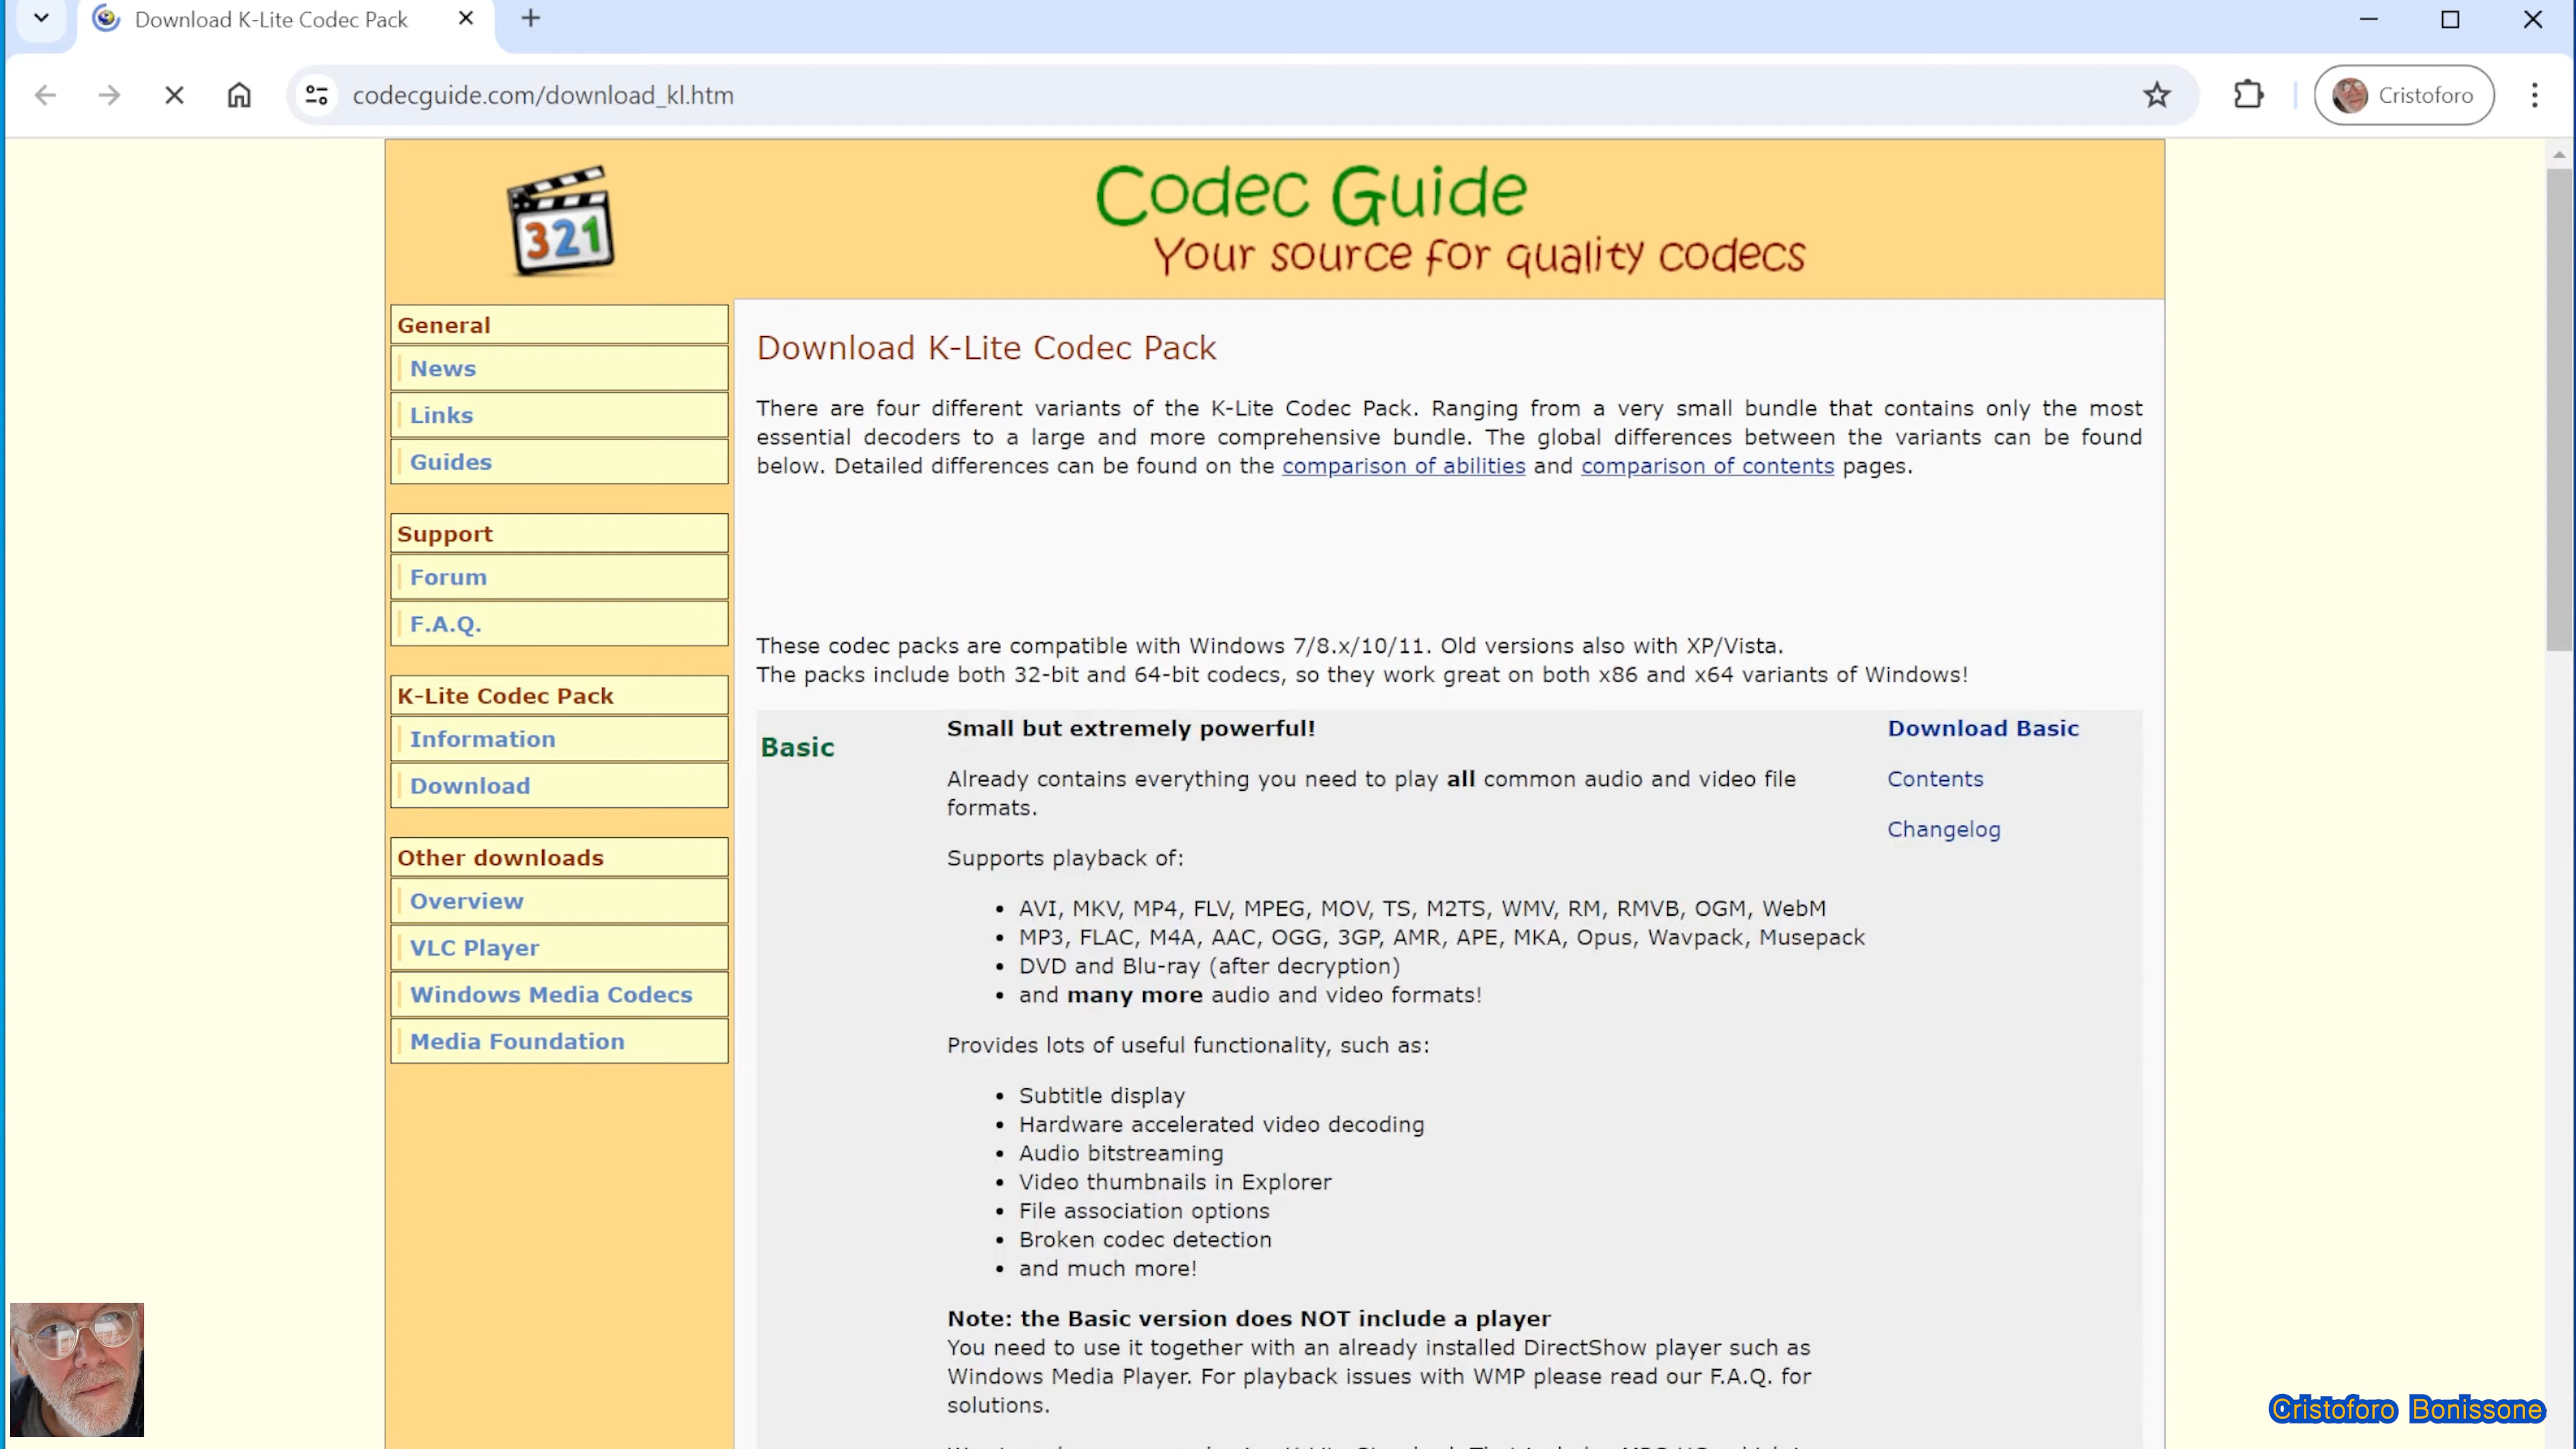 Download K-Lite Codec Pack
codecguide.com/download_kl.htm
Cristoforo
321
Codec Guide
Your source for quality codecs
General
News
Links
Guides
Support
Forum
F.A.Q.
K-Lite Codec Pack
Information
Download
Other downloads
Overview
VLC Player
Windows Media Codecs
Media Foundation
Download K-Lite Codec Pack
There are four different variants of the K-Lite Codec Pack. Ranging from a very small bundle that contains only the most
essential decoders to a large and more comprehensive bundle. The global differences between the variants can be found
below. Detailed differences can be found on the comparison of abilities and comparison of contents pages.
These codec packs are compatible with Windows 7/8.x/10/11. Old versions also with XP/Vista.
The packs include both 32-bit and 64-bit codecs, so they work great on both x86 and x64 variants of Windows!
Basic
Small but extremely powerful!
Already contains everything you need to play all common audio and video file
formats.
Supports playback of:
• AVI, MKV, MP4, FLV, MPEG, MOV, TS, M2TS, WMV, RM, RMVB, OGM, WebM
• MP3, FLAC, M4A, AAC, OGG, 3GP, AMR, APE, MKA, Opus, Wavpack, Musepack
• DVD and Blu-ray (after decryption)
• and many more audio and video formats!
Provides lots of useful functionality, such as:
• Subtitle display
• Hardware accelerated video decoding
• Audio bitstreaming
• Video thumbnails in Explorer
• File association options
• Broken codec detection
• and much more!
Note: the Basic version does NOT include a player
You need to use it together with an already installed DirectShow player such as
Windows Media Player. For playback issues with WMP please read our F.A.Q. for
solutions.
Download Basic
Contents
Changelog
Cristoforo Bonissone